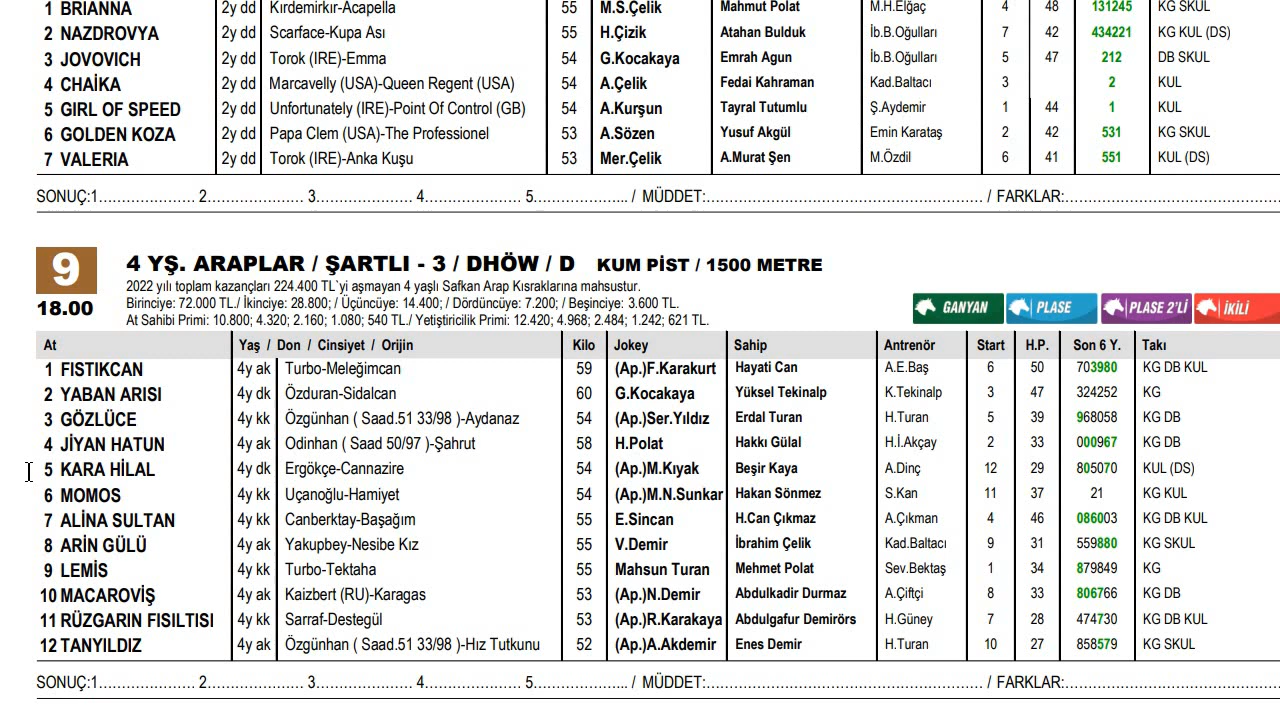 1 BRIANNA 2y dd Kırdemirkır-Acapella 55 M.S.Çelik Mahmut Polat M.H.Elğaç 4 48 131245 KG SKUL
2 NAZDROVYA 2y dd Scarface-Kupa Ası 55 H.Çizik Atahan Bulduk İb.B.Oğulları 7 42 434221 KG KUL (DS)
3 JOVOVICH 2y dd Torok (IRE)-Emma 54 G.Kocakaya Emrah Agun İb.B.Oğulları 5 47 212 DB SKUL
4 CHAİKA 2y dd Marcavelly (USA)-Queen Regent (USA) 54 A.Çelik Fedai Kahraman Kad.Baltacı 3 2 KUL
5 GIRL OF SPEED 2y dd Unfortunately (IRE)-Point Of Control (GB) 54 A.Kurşun Tayral Tutumlu Ş.Aydemir 1 44 1 KUL
6 GOLDEN KOZA 2y dd Papa Clem (USA)-The Professionel 53 A.Sözen Yusuf Akgül Emin Karataş 2 42 531 KG SKUL
7 VALERIA 2y dd Torok (IRE)-Anka Kuşu 53 Mer.Çelik A.Murat Şen M.Özdil 6 41 551 KUL (DS)
SONUÇ:1..................... 2..................... 3..................... 4..................... 5..................... / MÜDDET:............................................................ / FARKLAR:...............................................
9 4 YŞ. ARAPLAR / ŞARTLI - 3 / DHÖW / D KUM PİST / 1500 METRE
2022 yılı toplam kazançları 224.400 TL`yi aşmayan 4 yaşlı Safkan Arap Kısraklarına mahsustur.
18.00 Birinciye: 72.000 TL./ İkinciye: 28.800; / Üçüncüye: 14.400; / Dördüncüye: 7.200; / Beşinciye: 3.600 TL.
GANYAN PLASE PLASE 2'Lİ İKİLİ
At Sahibi Primi: 10.800; 4.320; 2.160; 1.080; 540 TL./ Yetiştiricilik Primi: 12.420; 4.968; 2.484; 1.242; 621 TL.
At Yaş / Don / Cinsiyet / Orijin Kilo Jokey Sahip Antrenör Start H.P. Son 6 Y. Takı
1 FISTIKCAN 4y ak Turbo-Meleğimcan 59 (Ap.)F.Karakurt Hayati Can A.E.Baş 6 50 703980 KG DB KUL
2 YABAN ARISI 4y dk Özduran-Sidalcan 60 G.Kocakaya Yüksel Tekinalp K.Tekinalp 3 47 324252 KG
3 GÖZLÜCE 4y kk Özgünhan ( Saad.51 33/98 )-Aydanaz 54 (Ap.)Ser.Yıldız Erdal Turan H.Turan 5 39 968058 KG DB
4 JİYAN HATUN 4y ak Odinhan ( Saad 50/97 )-Şahrut 58 H.Polat Hakkı Gülal H.İ.Akçay 2 33 000967 KG DB
5 KARA HİLAL 4y dk Ergökçe-Cannazire 54 (Ap.)M.Kıyak Beşir Kaya A.Dinç 12 29 805070 KUL (DS)
6 MOMOS 4y kk Uçanoğlu-Hamiyet 54 (Ap.)M.N.Sunkar Hakan Sönmez S.Kan 11 37 21 KG KUL
7 ALİNA SULTAN 4y kk Canberktay-Başağım 55 E.Sincan H.Can Çıkmaz A.Çıkman 4 46 086003 KG DB KUL
8 ARİN GÜLÜ 4y ak Yakupbey-Nesibe Kız 55 V.Demir İbrahim Çelik Kad.Baltacı 9 31 559880 KG SKUL
9 LEMİS 4y kk Turbo-Tektaha 55 Mahsun Turan Mehmet Polat Sev.Bektaş 1 34 879849 KG
10 MACAROVİŞ 4y ak Kaizbert (RU)-Karagas 53 (Ap.)N.Demir Abdulkadir Durmaz A.Çiftçi 8 33 806766 KG DB
11 RÜZGARIN FISILTISI 4y kk Sarraf-Destegül 53 (Ap.)R.Karakaya Abdulgafur Demirörs H.Güney 7 28 474730 KG DB KUL
12 TANYILDIZ 4y ak Özgünhan ( Saad.51 33/98 )-Hız Tutkunu 52 (Ap.)A.Akdemir Enes Demir H.Turan 10 27 858579 KG SKUL
SONUÇ:1..................... 2..................... 3..................... 4..................... 5..................... / MÜDDET:............................................................ / FARKLAR:...............................................